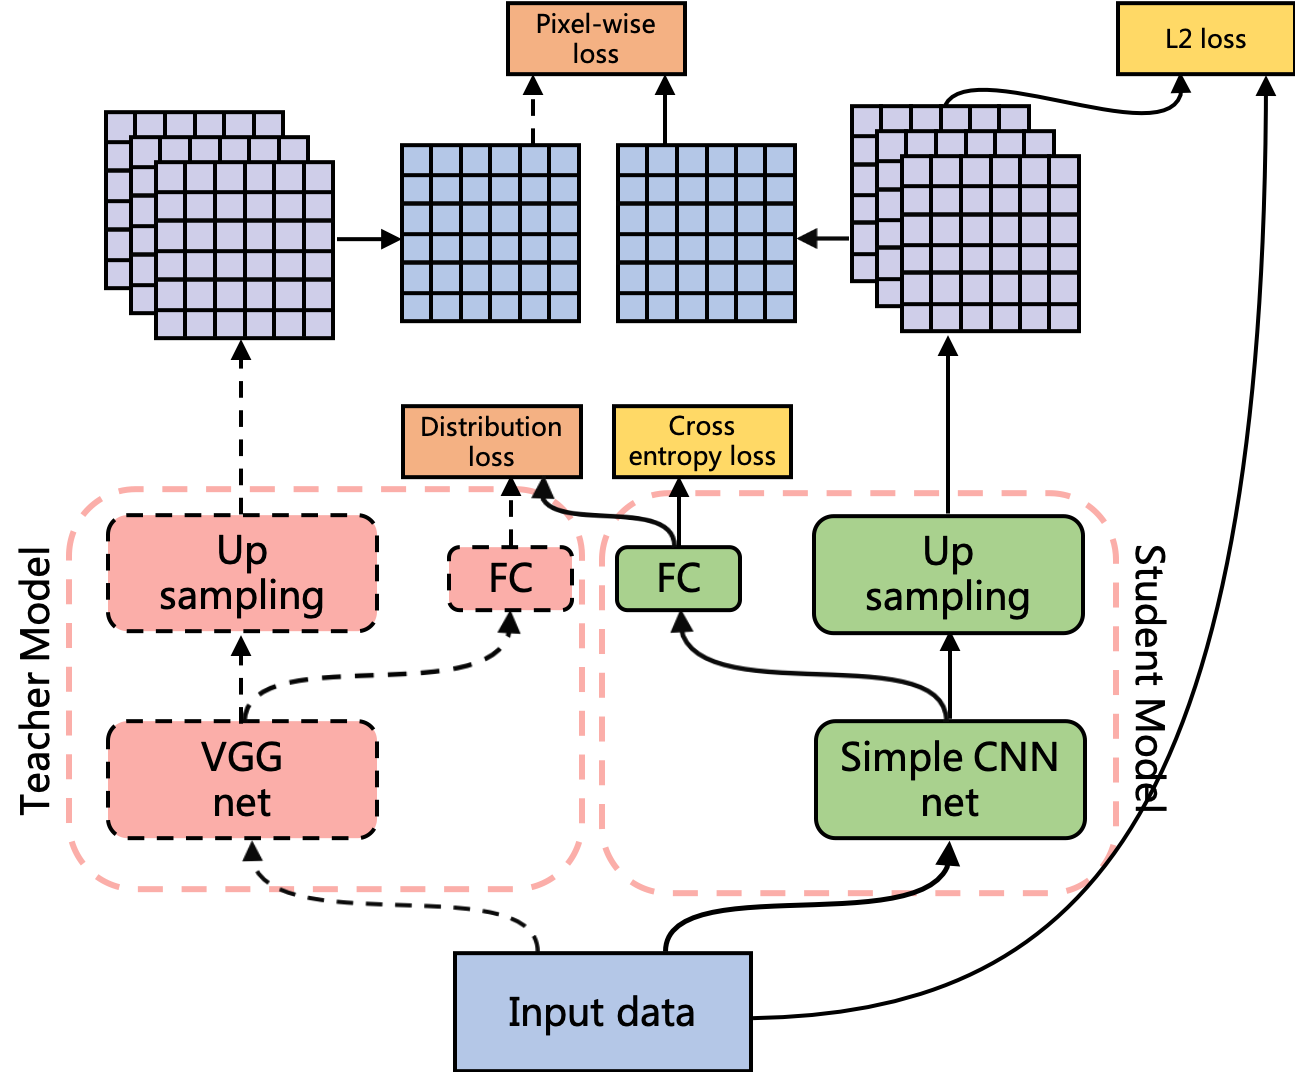 Pixel-wise
loss
L2 loss
Distribution
loss
Cross
entropy loss
Teacher Model
Up
sampling
FC
FC
Up
sampling
Student Model
VGG
net
Simple CNN
net
Input data